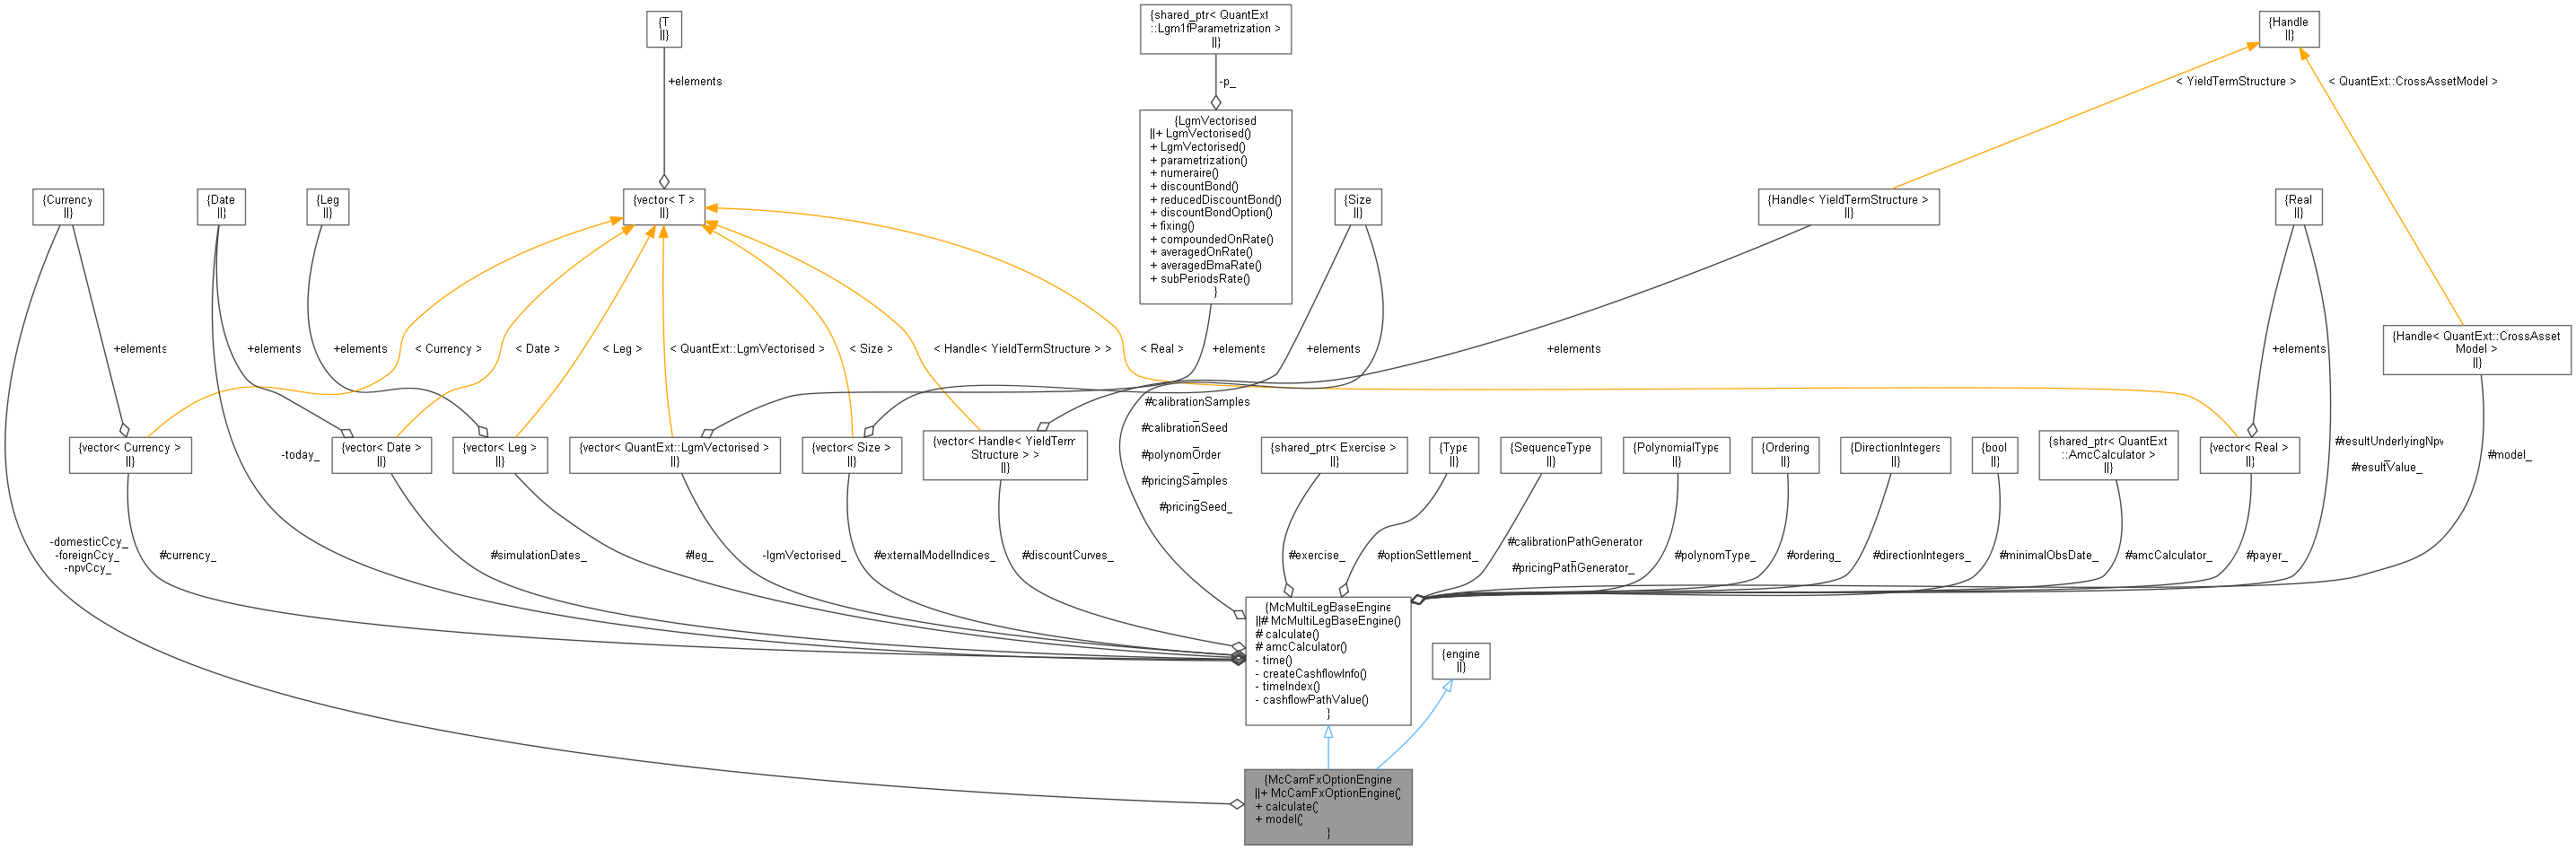 {T
||}
{shared_ptr< QuantExt
::Lgm1fParametrization >
||}
{Handle
||}
+elements
-p_
< YieldTermStructure >
< QuantExt::CrossAssetModel >
{LgmVectorised
||+ LgmVectorised()
+ LgmVectorised()
+ parametrization()
+ numeraire()
+ discountBond()
+ reducedDiscountBond()
+ discountBondOption()
+ fixing()
+ compoundedOnRate()
+ averagedOnRate()
+ averagedBmaRate()
+ subPeriodsRate()
}
{Currency
||}
{Date
||}
{Leg
||}
{vector< T >
||}
{Size
||}
{Handle< YieldTermStructure >
||}
{Real
||}
+elements
< Currency >
+elements
< Date >
+elements
< Leg >
< QuantExt::LgmVectorised >
< Size >
< Handle< YieldTermStructure > >
< Real >
+elements
+elements
+elements
+elements
{Handle< QuantExt::CrossAsset
Model >
||}
{vector< Currency >
||}
-today_
{vector< Date >
||}
{vector< Leg >
||}
{vector< QuantExt::LgmVectorised >
||}
{vector< Size >
||}
{vector< Handle< YieldTerm
Structure > >
||}
#calibrationSamples
_
#calibrationSeed
_
#polynomOrder
_
#pricingSamples
_
#pricingSeed_
{shared_ptr< Exercise >
||}
{Type
||}
{SequenceType
||}
{PolynomialType
||}
{Ordering
||}
{DirectionIntegers
||}
{bool
||}
{shared_ptr< QuantExt
::AmcCalculator >
||}
{vector< Real >
||}
#resultUnderlyingNpv
_
#resultValue_
#model_
-domesticCcy_
-foreignCcy_
-npvCcy_
#currency_
#simulationDates_
#leg_
-lgmVectorised_
#externalModelIndices_
#discountCurves_
#exercise_
#optionSettlement_
#calibrationPathGenerator
_
#pricingPathGenerator_
#polynomType_
#ordering_
#directionIntegers_
#minimalObsDate_
#amcCalculator_
#payer_
{McMultiLegBaseEngine
||# McMultiLegBaseEngine()
# calculate()
# amcCalculator()
- time()
- createCashflowInfo()
- timeIndex()
- cashflowPathValue()
}
{engine
||}
{McCamFxOptionEngine
||+ McCamFxOptionEngine()
+ calculate()
+ model()
}